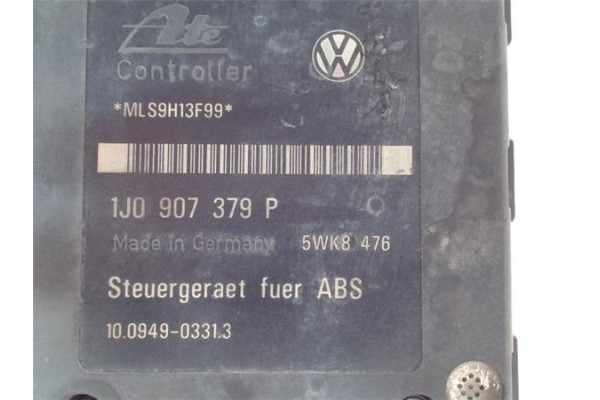 Ate
Controller
*MLS9H13F99*
1J0 907 379 P
Made in Germany 5WK8 476
Steuergeraet fuer ABS
10.0949-0331.3